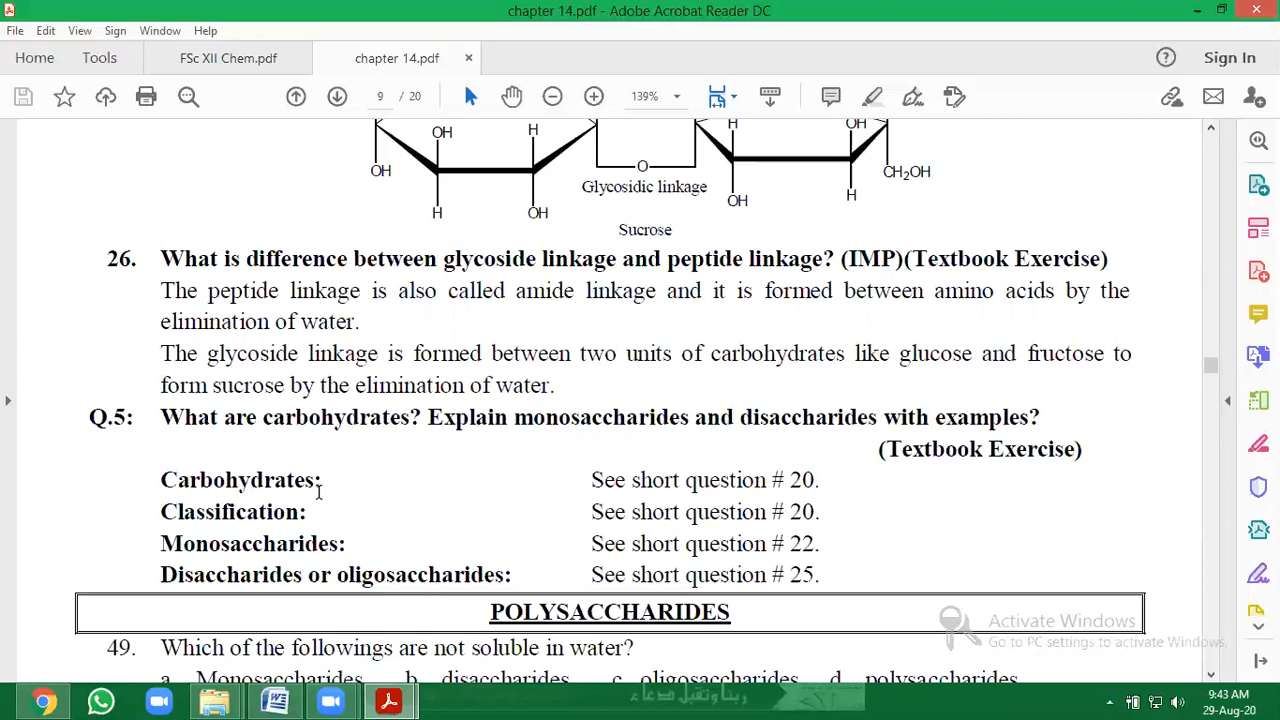 chapter 14.pdf - Adobe Acrobat Reader DC
File Edit View Sign Window Help
Home Tools FSc XII Chem.pdf chapter 14.pdf × Sign In
9 / 20 139%
OH H H OH
OH O CH₂OH
Glycosidic linkage
H OH OH H
Sucrose
26. What is difference between glycoside linkage and peptide linkage? (IMP)(Textbook Exercise)
The peptide linkage is also called amide linkage and it is formed between amino acids by the
elimination of water.
The glycoside linkage is formed between two units of carbohydrates like glucose and fructose to
form sucrose by the elimination of water.
Q.5: What are carbohydrates? Explain monosaccharides and disaccharides with examples?
(Textbook Exercise)
Carbohydrates: See short question # 20.
Classification: See short question # 20.
Monosaccharides: See short question # 22.
Disaccharides or oligosaccharides: See short question # 25.
POLYSACCHARIDES
Activate Windows
Go to PC settings to activate Windows.
49. Which of the followings are not soluble in water?
a. Monosaccharides b. disaccharides c. oligosaccharides d. polysaccharides
ربنا وتقبل دعاء
9:43 AM
29-Aug-20